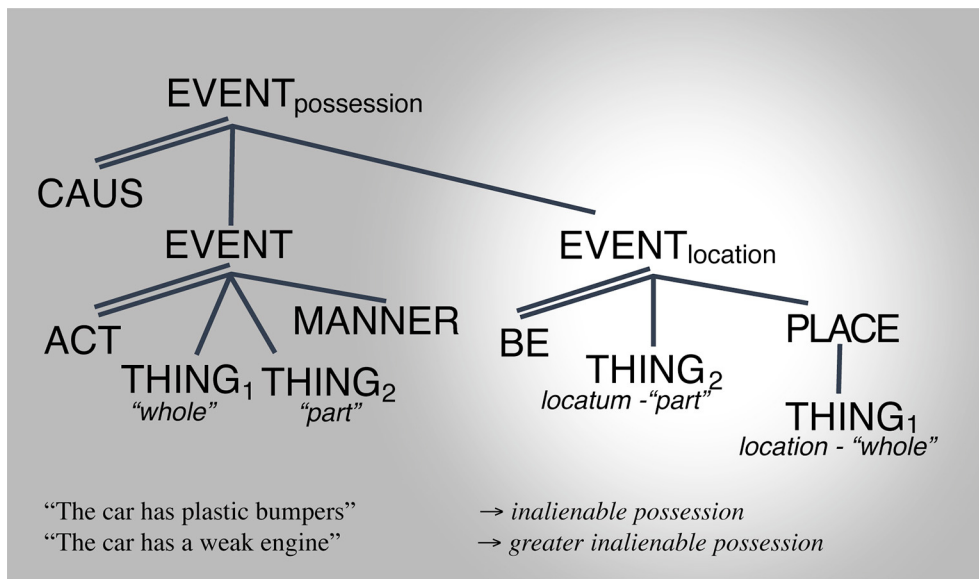 EVENTpossession
CAUS
EVENT
EVENTlocation
ACT
MANNER
BE
PLACE
THING1 THING2
“whole” “part”
THING2
locatum -“part”
THING1
location - “whole”
“The car has plastic bumpers” → inalienable possession
“The car has a weak engine” → greater inalienable possession